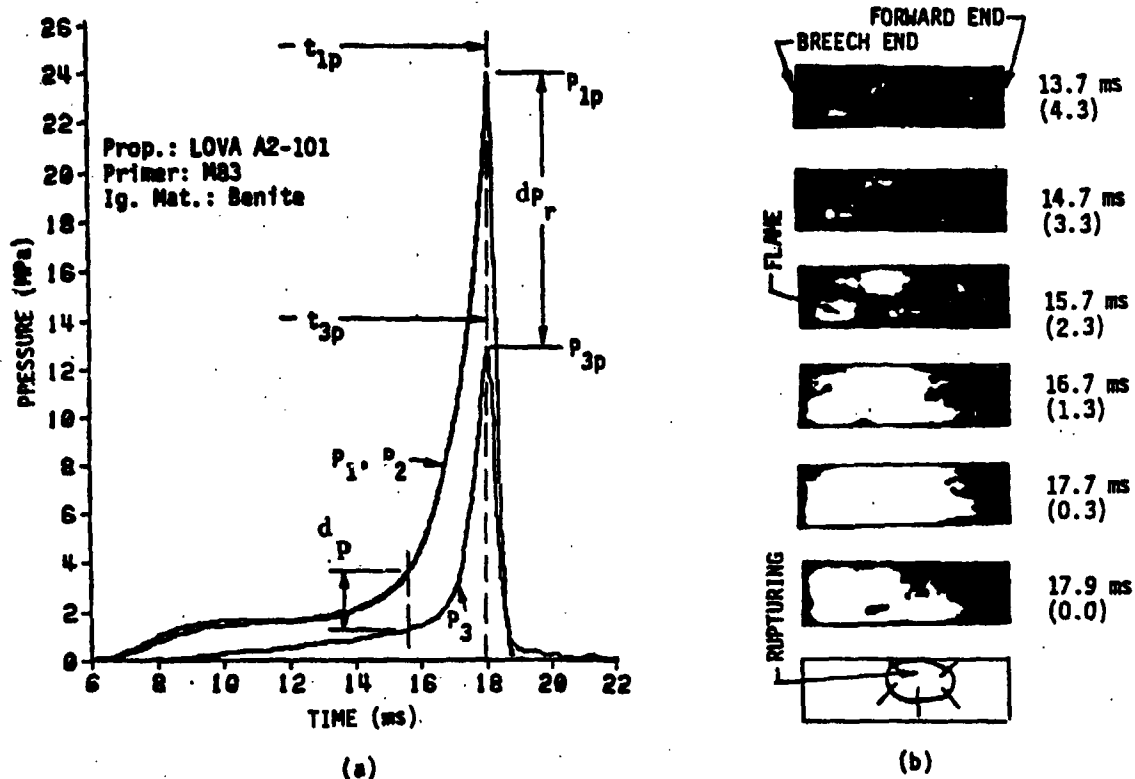 26
24
22
20
18
16
14
12
10
8
6
4
2
0
PPESSURE (MPa)
6 8 10 12 14 16 18 20 22
TIME (ms)
(a)
Prop.: LOVA A2-101
Primer: M83
Ig. Mat.: Benite
t1p
P1p
dPr
t3p
P3p
P1, P2
dp
P3
FORWARD END
BREECH END
13.7 ms
(4.3)
14.7 ms
(3.3)
FLAME
15.7 ms
(2.3)
16.7 ms
(1.3)
17.7 ms
(0.3)
17.9 ms
(0.0)
RUPTURING
(b)